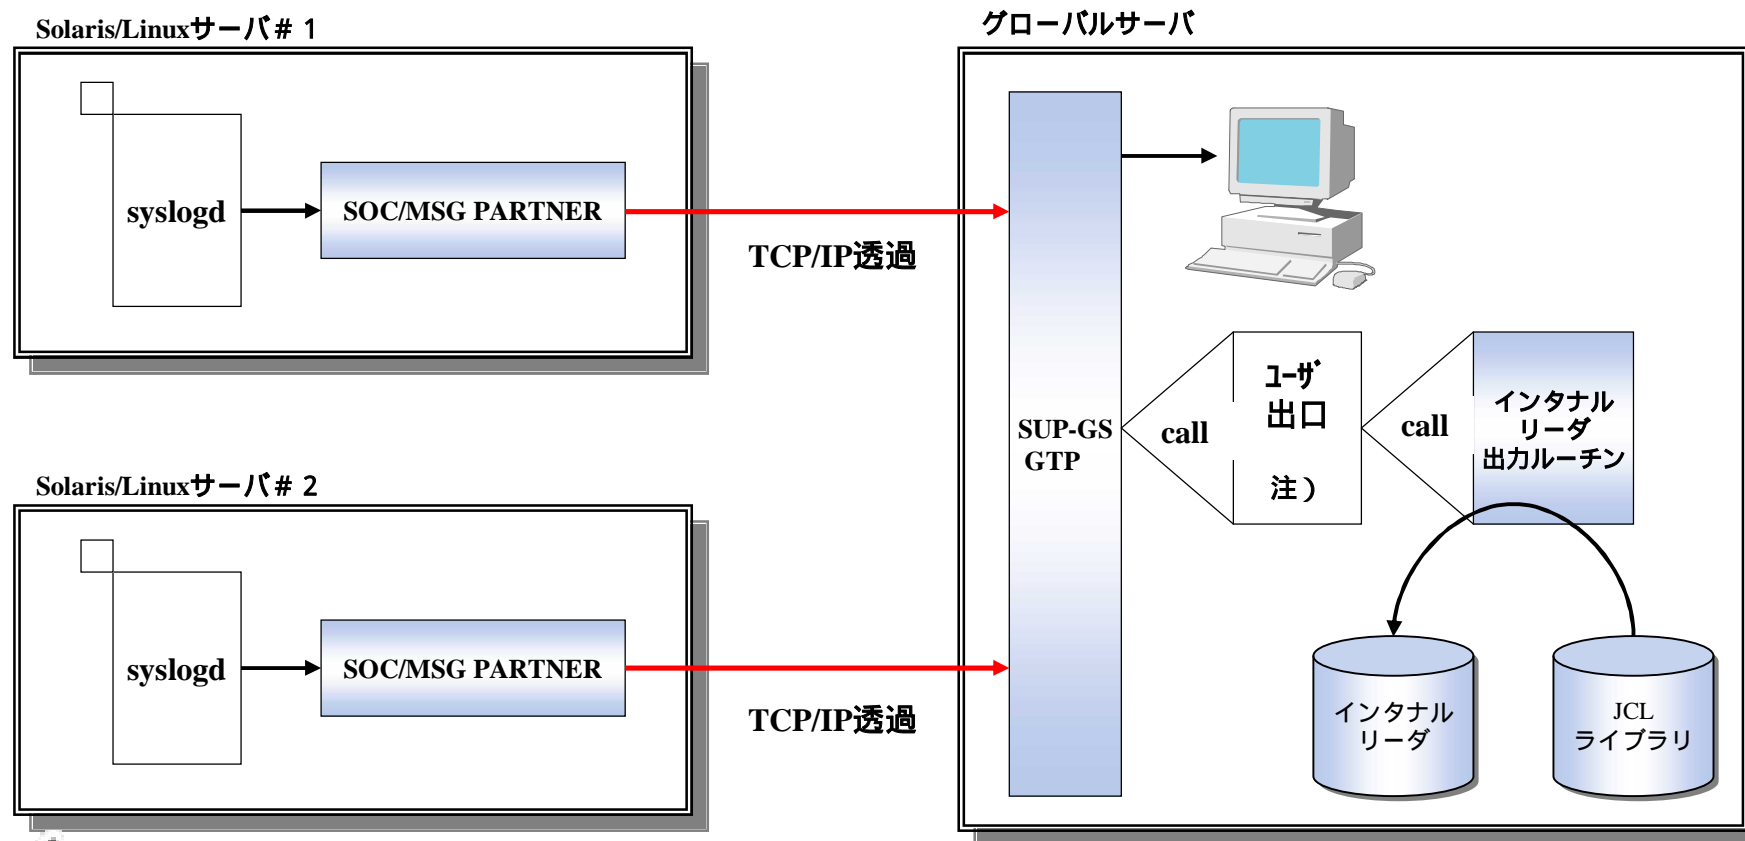 Solaris/Linuxサーバ＃１
グローバルサーバ
syslogd
SOC/MSG PARTNER
TCP/IP透過
SUP-GS
GTP
call
ﾕｰｻﾞ
出口
注）
call
インタナル
リーダ
出力ルーチン
Solaris/Linuxサーバ＃２
syslogd
SOC/MSG PARTNER
TCP/IP透過
インタナル
リーダ
JCL
ライブラリ